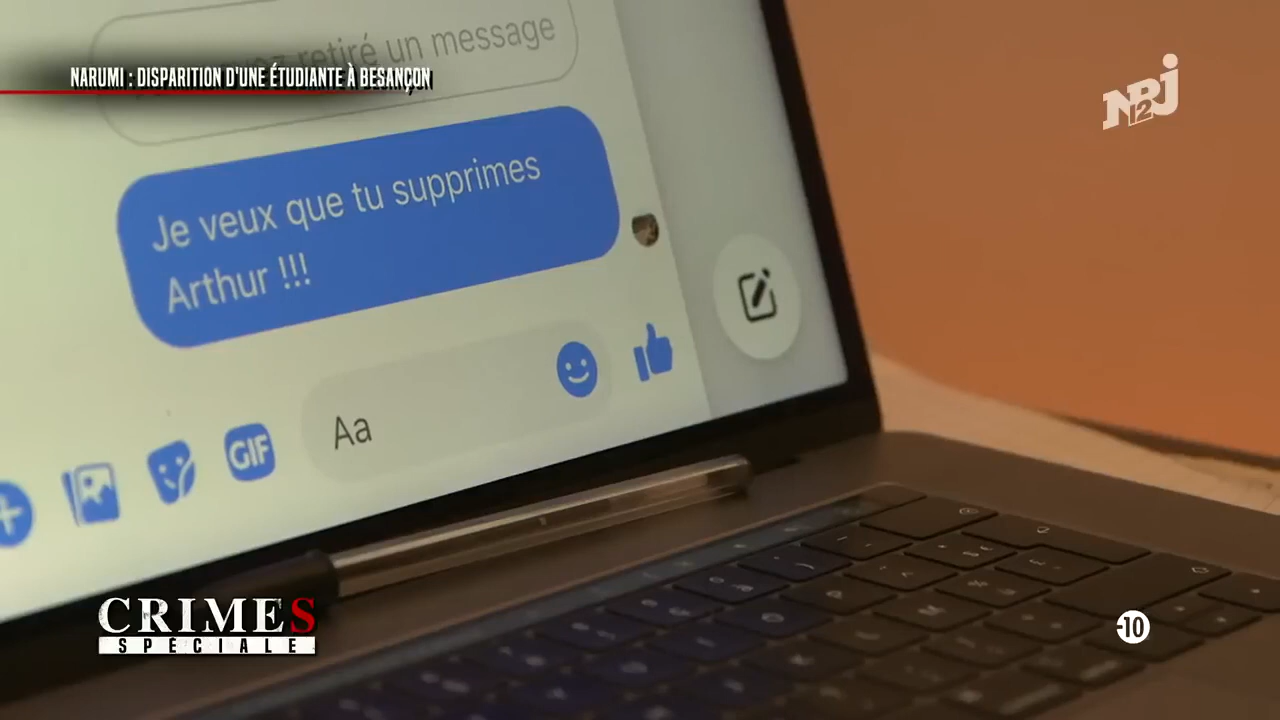 retiré un message
NARUMI : DISPARITION D'UNE ÉTUDIANTE À BESANÇON
NRJ
12
Je veux que tu supprimes
Arthur !!!
GIF
Aa
CRIMES
SPÉCIALE
-10